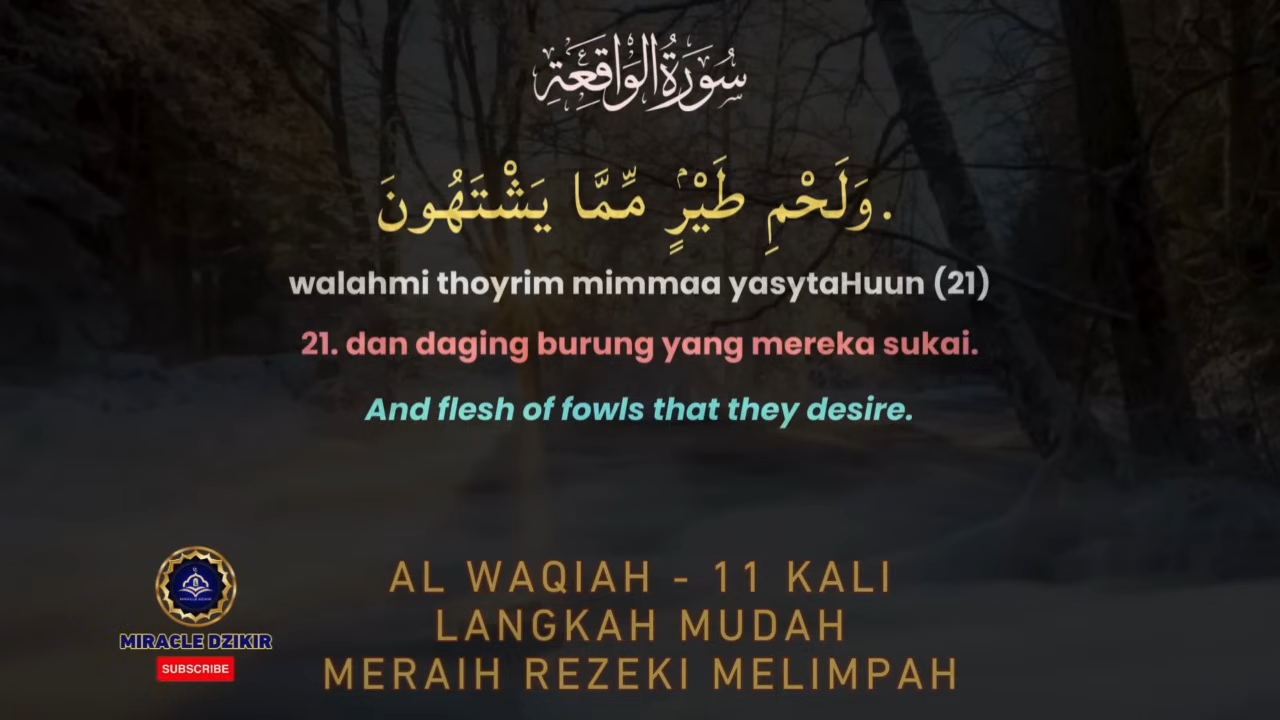 سُورَةُ الْوَاقِعَةِ
وَلَحْمِ طَيْرٍۢ مِّمَّا يَشْتَهُونَ.
walahmi thoyrim mimmaa yasytaHuun (21)
21. dan daging burung yang mereka sukai.
And flesh of fowls that they desire.
AL WAQIAH - 11 KALI
LANGKAH MUDAH
MERAIH REZEKI MELIMPAH
MIRACLE DZIKIR
SUBSCRIBE